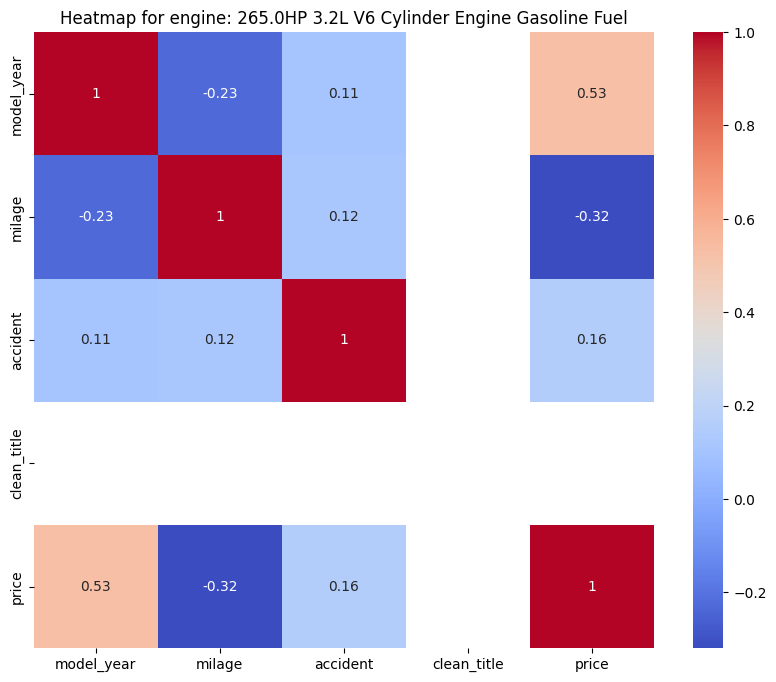 Heatmap for engine: 265.0HP 3.2L V6 Cylinder Engine Gasoline Fuel
model_year 1 -0.23 0.11 0.53
milage -0.23 1 0.12 -0.32
accident 0.11 0.12 1 0.16
clean_title
price 0.53 -0.32 0.16 1
model_year milage accident clean_title price
1.0
0.8
0.6
0.4
0.2
0.0
−0.2